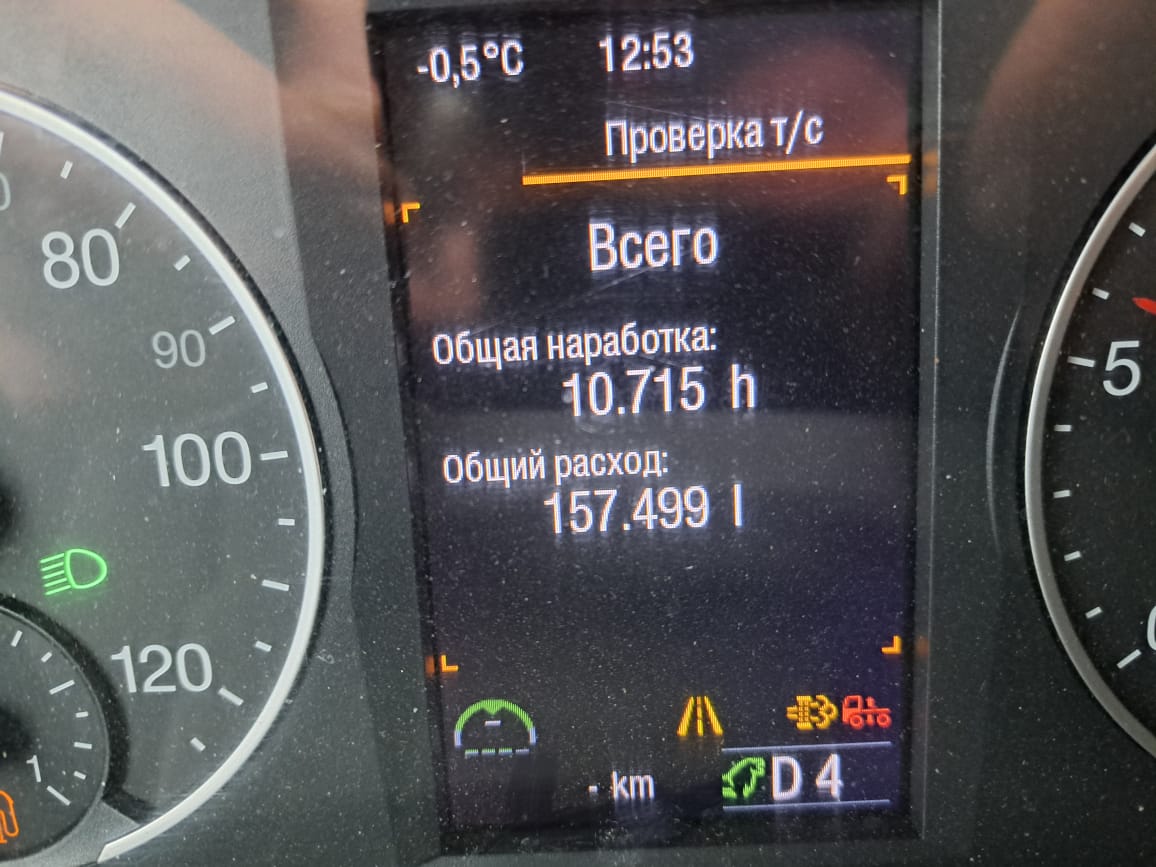 -0,5°C 12:53
Проверка т/с
Всего
Общая наработка:
10.715 h
Общий расход:
157.499 l
- km
D 4
80
90
100
120
1
5